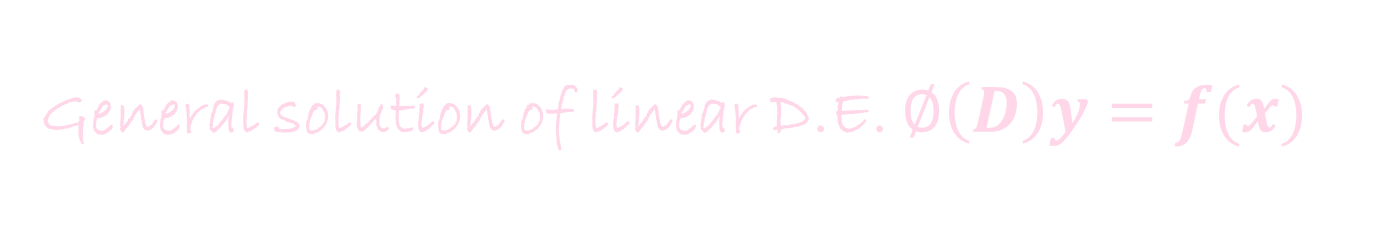 General solution of linear D.E. ∅(D)y = f(x)